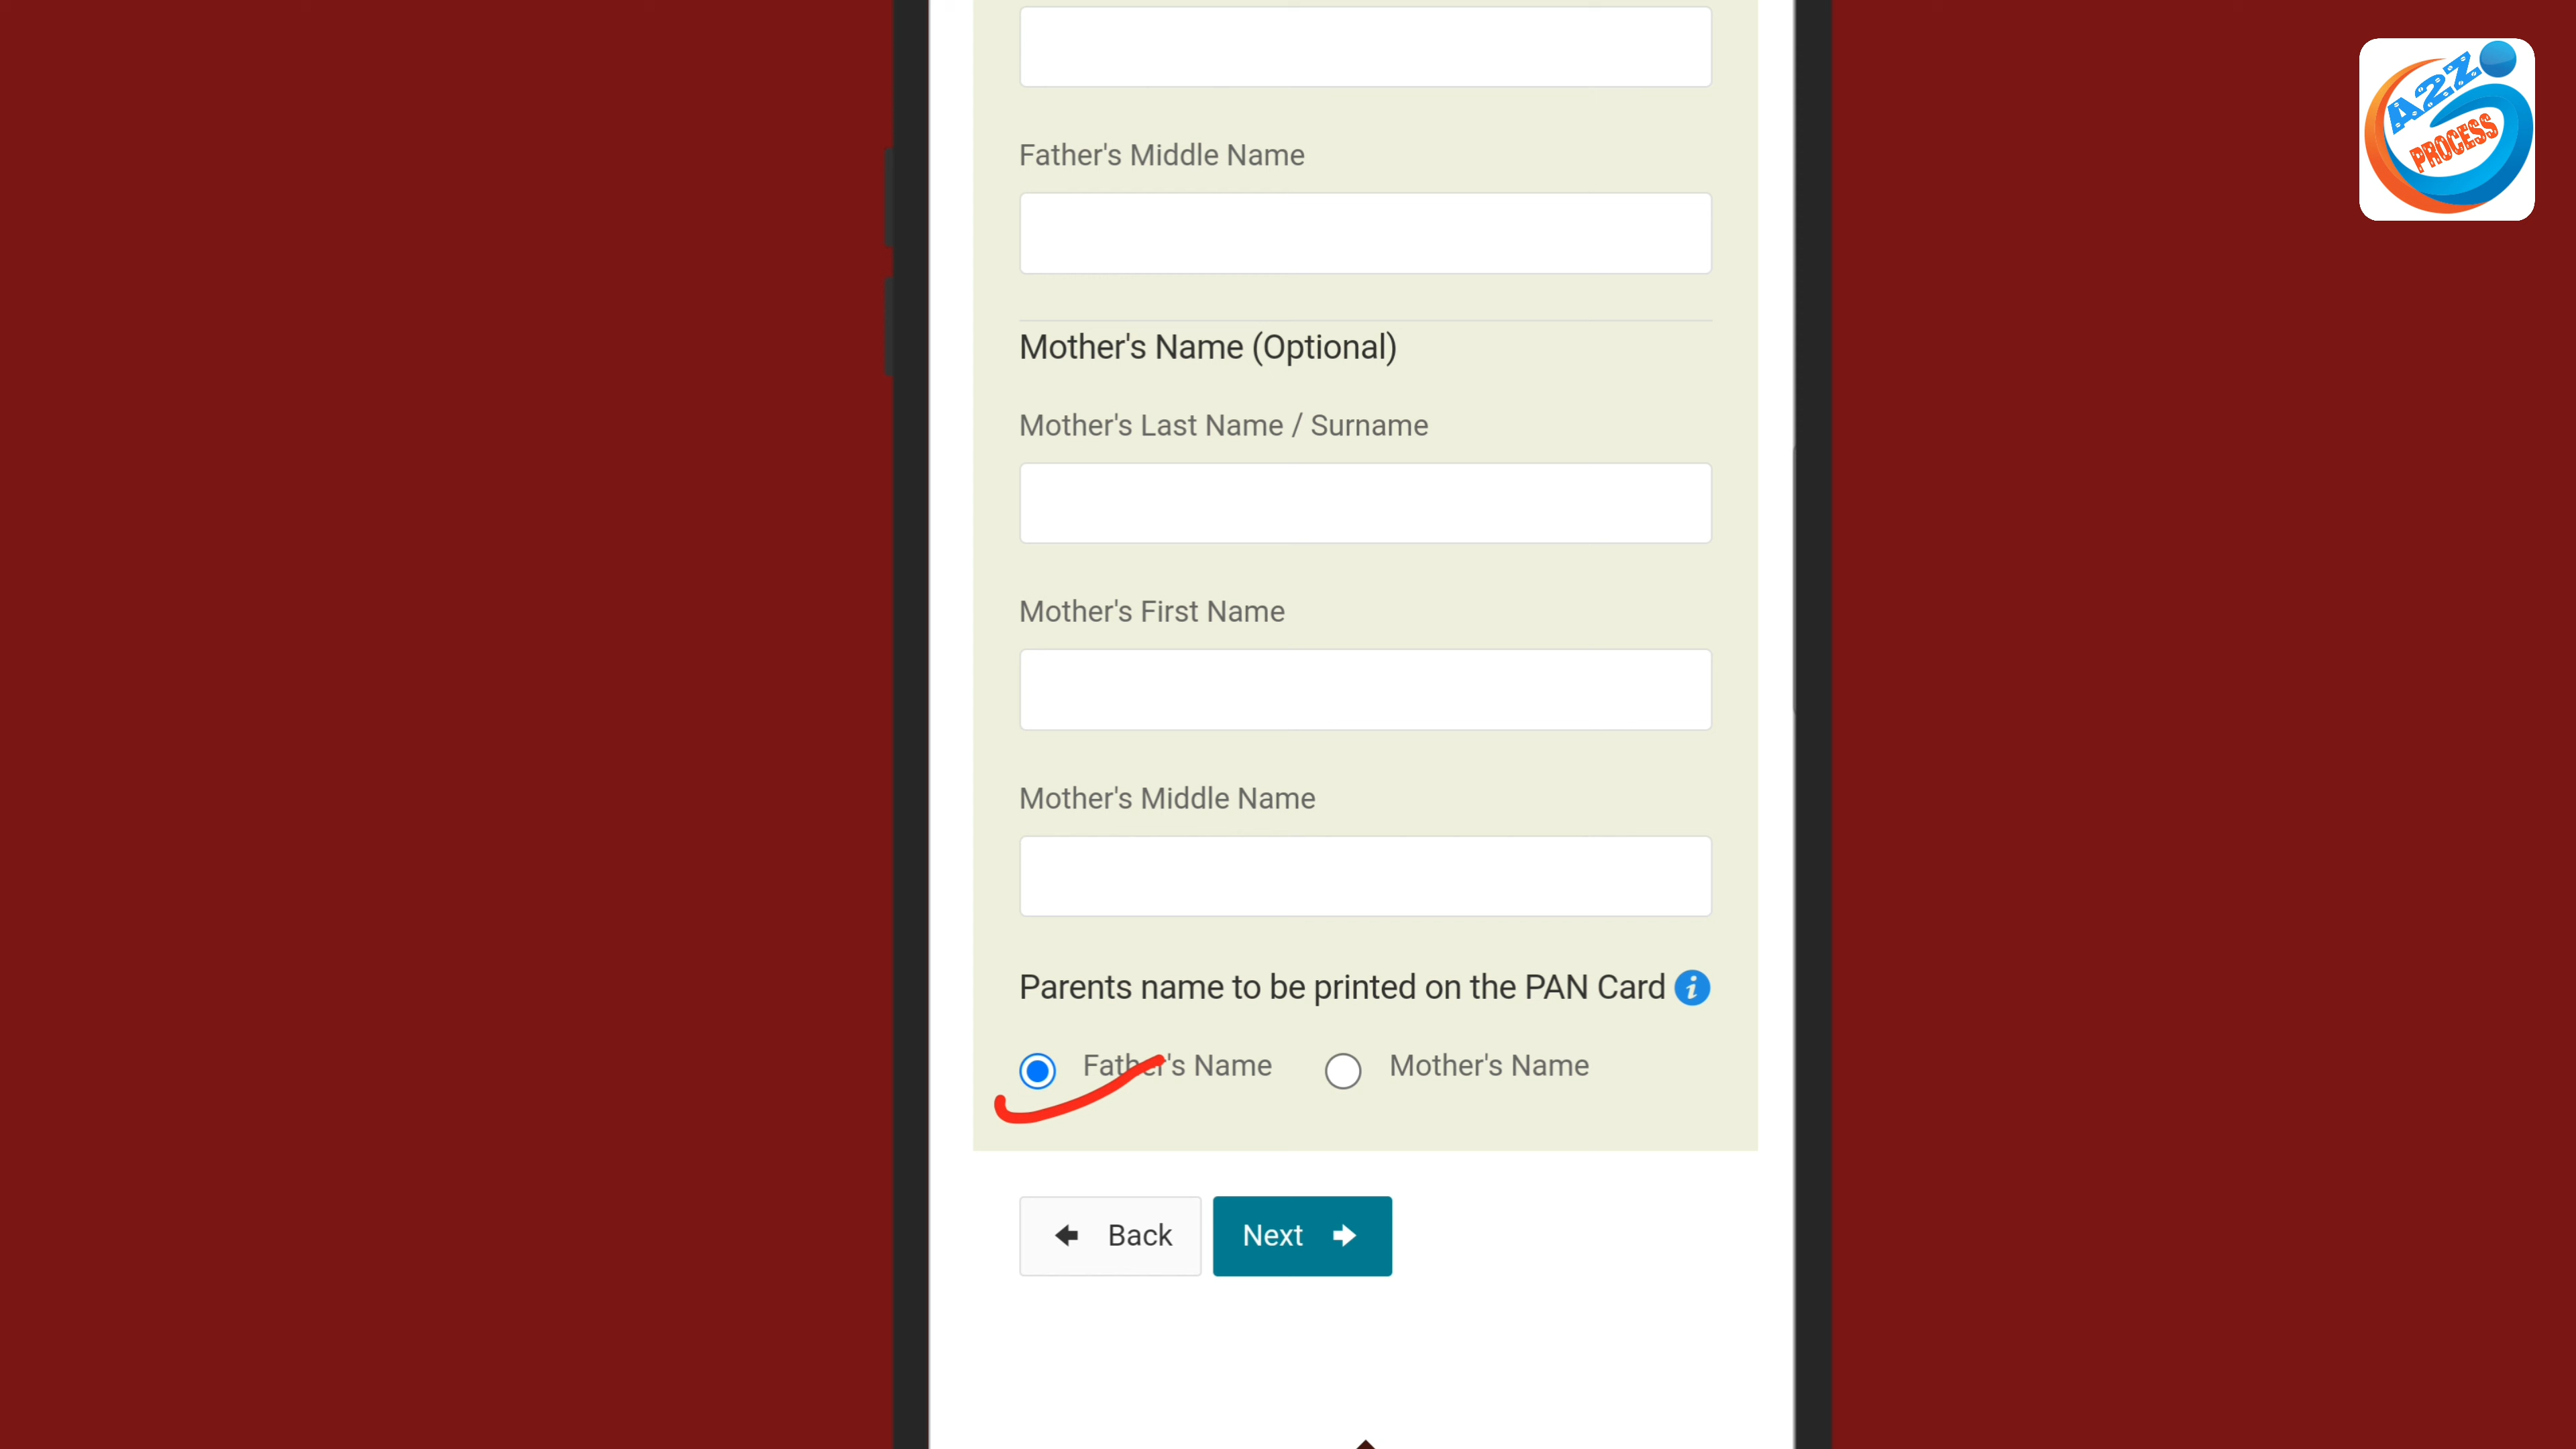 A2Z
PROCESS
Father's Middle Name
Mother's Name (Optional)
Mother's Last Name / Surname
Mother's First Name
Mother's Middle Name
Parents name to be printed on the PAN Card i
Father's Name Mother's Name
Back Next